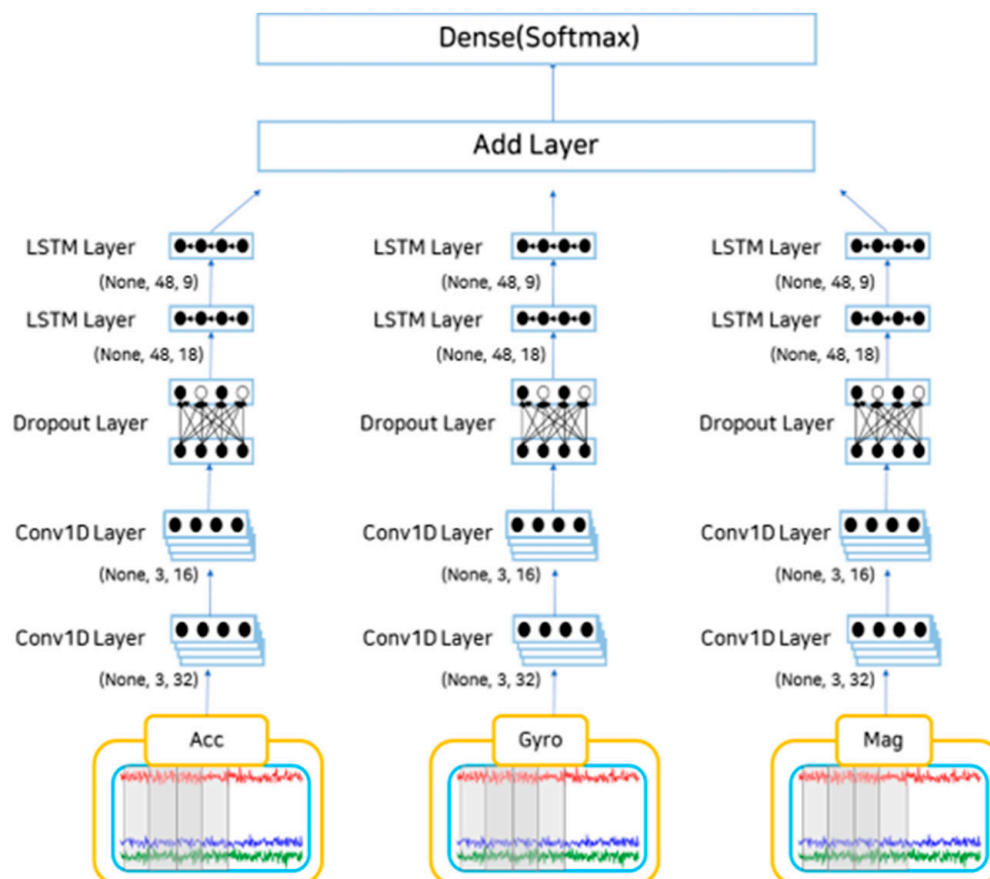 Dense(Softmax)
Add Layer
LSTM Layer
LSTM Layer
LSTM Layer
(None, 48, 9)
(None, 48, 9)
(None, 48, 9)
LSTM Layer
LSTM Layer
LSTM Layer
(None, 48, 18)
(None, 48, 18)
(None, 48, 18)
Dropout Layer
Dropout Layer
Dropout Layer
Conv1D Layer
Conv1D Layer
Conv1D Layer
(None, 3, 16)
(None, 3, 16)
(None, 3, 16)
Conv1D Layer
Conv1D Layer
Conv1D Layer
(None, 3, 32)
(None, 3, 32)
(None, 3, 32)
Acc
Gyro
Mag